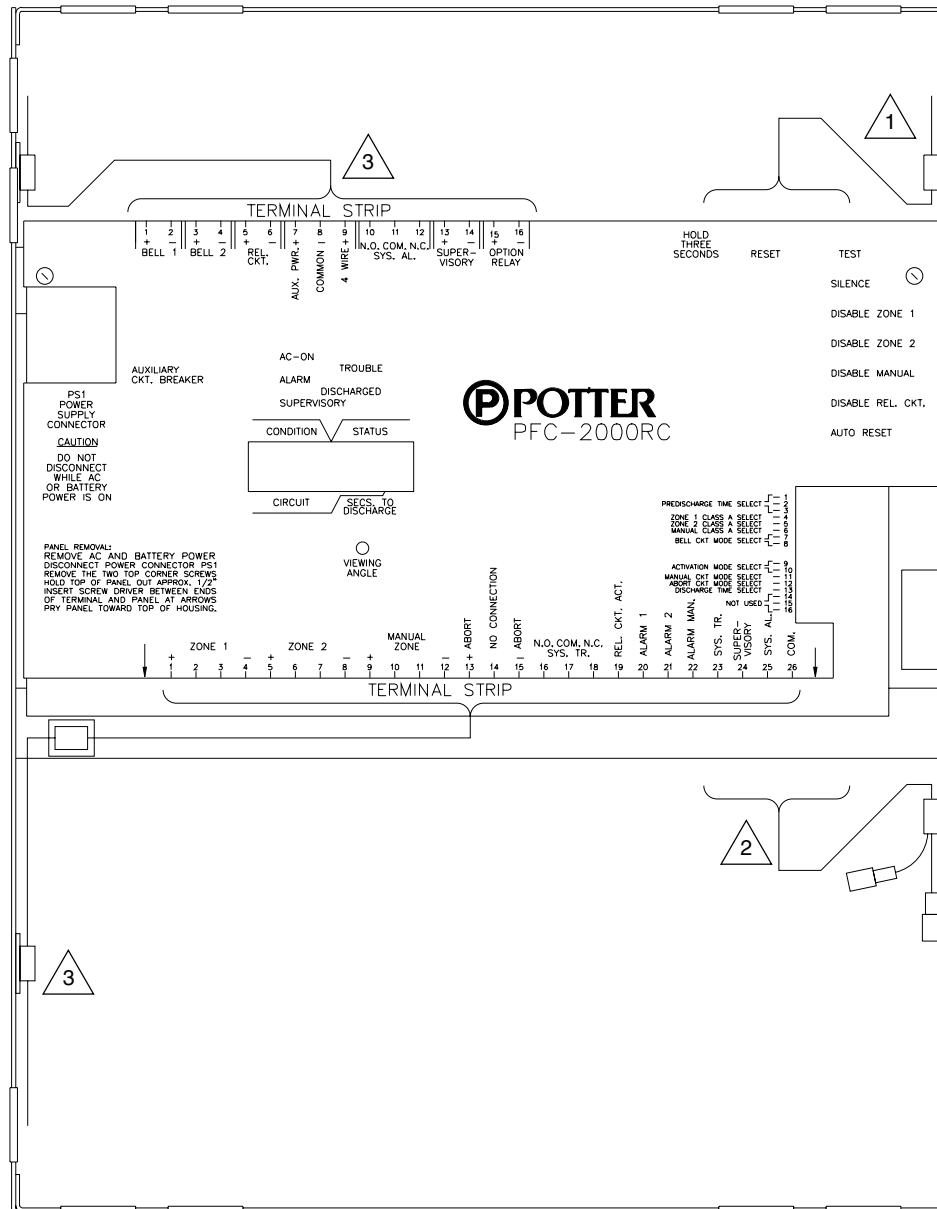 1
3
TERMINAL STRIP
1 2 3 4 5 6 7 8 9 10 11 12 13 14 15 16
+ - + - + - + - + + - + -
BELL 1 BELL 2 REL. CKT. AUX. PWR. COMMON 4 WIRE N.O. COM. N.C. SYS. AL. SUPER-VISORY OPTION RELAY
HOLD
THREE
SECONDS
RESET
TEST
SILENCE
DISABLE ZONE 1
DISABLE ZONE 2
DISABLE MANUAL
DISABLE REL. CKT.
AUTO RESET
AUXILIARY
CKT. BREAKER
AC-ON
TROUBLE
ALARM
DISCHARGED
SUPERVISORY
CONDITION STATUS
CIRCUIT SECS. TO
DISCHARGE
VIEWING
ANGLE
P POTTER
PFC-2000RC
PS1
POWER
SUPPLY
CONNECTOR
CAUTION
DO NOT
DISCONNECT
WHILE AC
OR BATTERY
POWER IS ON
PANEL REMOVAL:
REMOVE AC AND BATTERY POWER
DISCONNECT POWER CONNECTOR PS1
REMOVE THE TWO TOP CORNER SCREWS
HOLD TOP OF PANEL OUT APPROX. 1/2"
INSERT SCREW DRIVER BETWEEN ENDS
OF TERMINAL AND PANEL AT ARROWS
PRY PANEL TOWARD TOP OF HOUSING.
PREDISCHARGE TIME SELECT 1 2 3
ZONE 1 CLASS A SELECT 4
ZONE 2 CLASS A SELECT 5
MANUAL CLASS A SELECT 6
BELL CKT MODE SELECT 7 8
ACTIVATION MODE SELECT 9 10
MANUAL CKT MODE SELECT 11
ABORT CKT MODE SELECT 12
DISCHARGE TIME SELECT 13
NOT USED 14 15 16
ZONE 1 ZONE 2 MANUAL ZONE ABORT NO CONNECTION ABORT N.O. COM. N.C. SYS. TR. REL. CKT. ACT. ALARM 1 ALARM 2 ALARM MAN. SYS. TR. SUPER-VISORY SYS. AL. COM.
+ - + - + - + -
1 2 3 4 5 6 7 8 9 10 11 12 13 14 15 16 17 18 19 20 21 22 23 24 25 26
TERMINAL STRIP
2
3